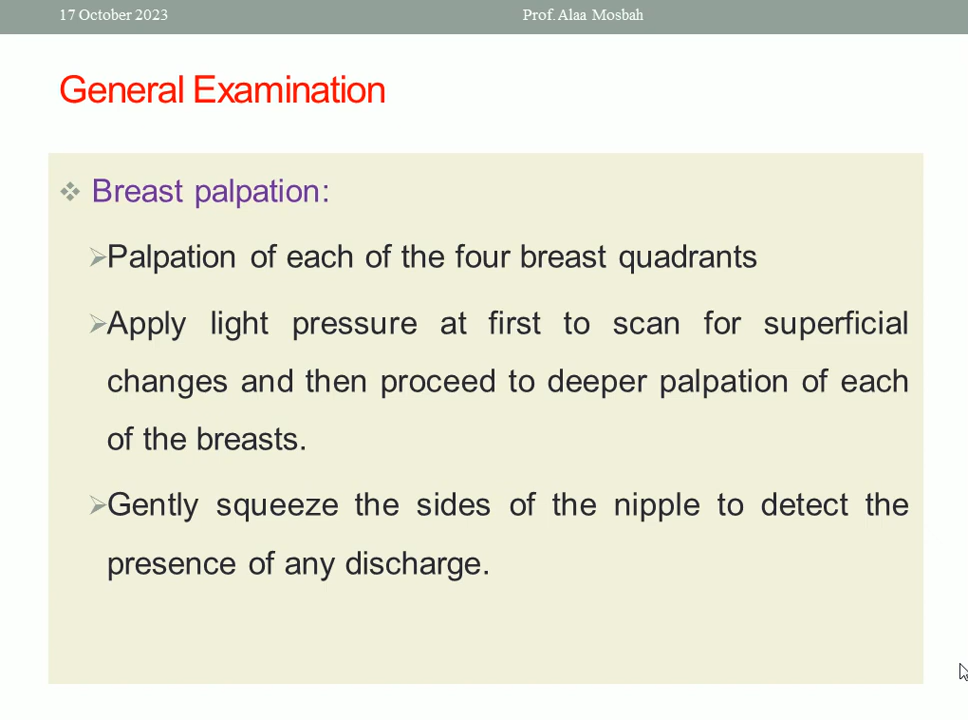 17 October 2023 Prof. Alaa Mosbah
General Examination
❖ Breast palpation:
➢Palpation of each of the four breast quadrants
➢Apply light pressure at first to scan for superficial
changes and then proceed to deeper palpation of each
of the breasts.
➢Gently squeeze the sides of the nipple to detect the
presence of any discharge.